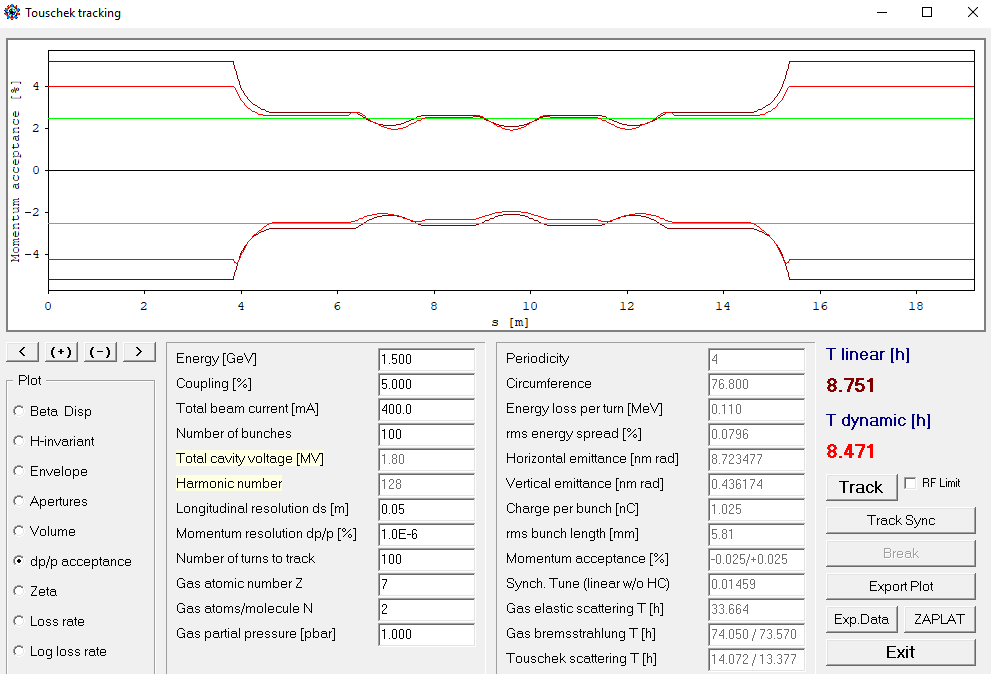 Touschek tracking
Momentum acceptance [%]
4
2
0
-2
-4
0 2 4 6 8 10 12 14 16 18
s [m]
< (+) (-) >
Plot
Beta Disp
H-invariant
Envelope
Apertures
Volume
dp/p acceptance
Zeta
Loss rate
Log loss rate
Energy [GeV] 1.500
Coupling [%] 5.000
Total beam current [mA] 400.0
Number of bunches 100
Total cavity voltage [MV] 1.80
Harmonic number 128
Longitudinal resolution ds [m] 0.05
Momentum resolution dp/p [%] 1.0E-6
Number of turns to track 100
Gas atomic number Z 7
Gas atoms/molecule N 2
Gas partial pressure [pbar] 1.000
Periodicity 4
Circumference 76.800
Energy loss per turn [MeV] 0.110
rms energy spread [%] 0.0796
Horizontal emittance [nm rad] 8.723477
Vertical emittance [nm rad] 0.436174
Charge per bunch [nC] 1.025
rms bunch length [mm] 5.81
Momentum acceptance [%] -0.025/+0.025
Synch. Tune (linear w/o HC) 0.01459
Gas elastic scattering T [h] 33.664
Gas bremsstrahlung T [h] 74.050 / 73.570
Touschek scattering T [h] 14.072 / 13.377
T linear [h]
8.751
T dynamic [h]
8.471
Track RF Limit
Track Sync
Break
Export Plot
Exp.Data ZAPLAT
Exit